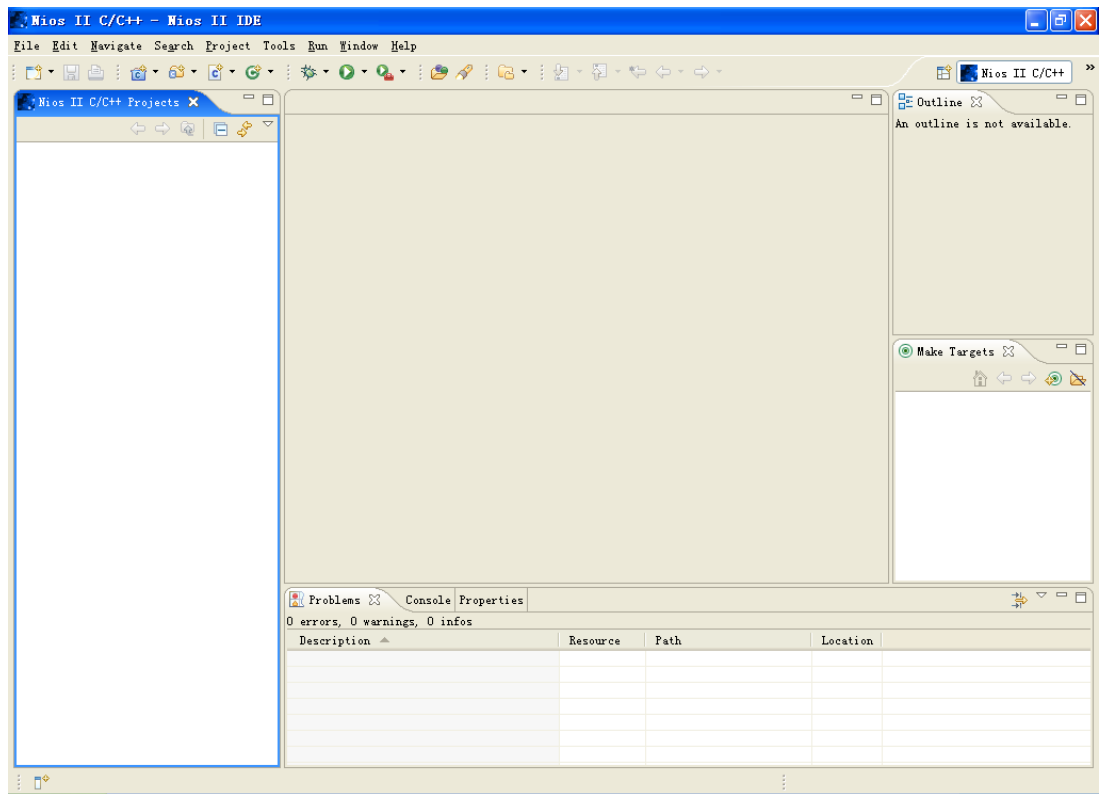 Nios II C/C++ - Nios II IDE
File Edit Navigate Search Project Tools Run Window Help
Nios II C/C++ »
Nios II C/C++ Projects
Outline
An outline is not available.
Make Targets
Problems Console Properties
0 errors, 0 warnings, 0 infos
Description Resource Path Location